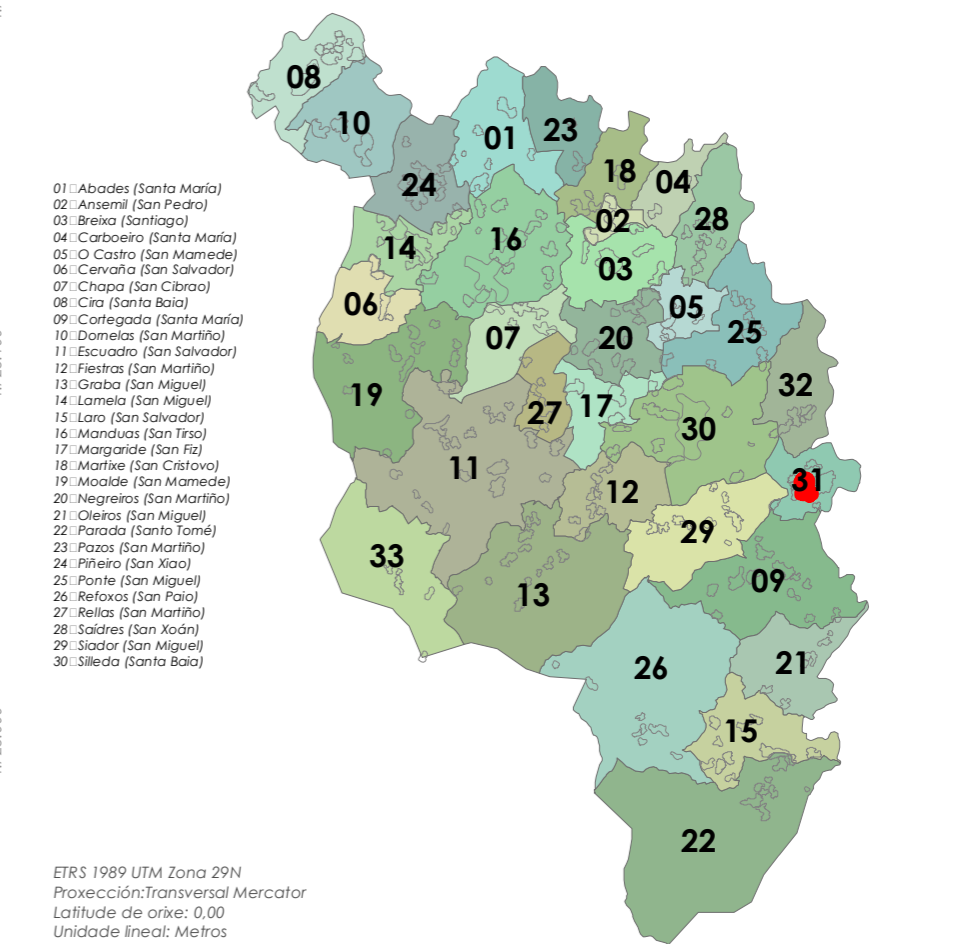 08
10
01
23
24
18
04
02
28
14
16
03
06
05
07
20
25
19
27
17
32
30
11
12
31
29
33
13
09
26
21
15
22
01 Abades (Santa María)
02 Ansemil (San Pedro)
03 Breixa (Santiago)
04 Carboeiro (Santa María)
05 O Castro (San Mamede)
06 Cervaña (San Salvador)
07 Chapa (San Cibrao)
08 Cira (Santa Baia)
09 Cortegada (Santa María)
10 Dornelas (San Martiño)
11 Escuadro (San Salvador)
12 Fiestras (San Martiño)
13 Graba (San Miguel)
14 Lamela (San Miguel)
15 Laro (San Salvador)
16 Manduas (San Tirso)
17 Margaride (San Fiz)
18 Martixe (San Cristovo)
19 Moalde (San Mamede)
20 Negreiros (San Martiño)
21 Oleiros (San Miguel)
22 Parada (Santo Tomé)
23 Pazos (San Martiño)
24 Piñeiro (San Xiao)
25 Ponte (San Miguel)
26 Refoxos (San Paio)
27 Rellas (San Martiño)
28 Saídres (San Xoán)
29 Siador (San Miguel)
30 Silleda (Santa Baia)
ETRS 1989 UTM Zona 29N
Proxección:Transversal Mercator
Latitude de orixe: 0,00
Unidade lineal: Metros